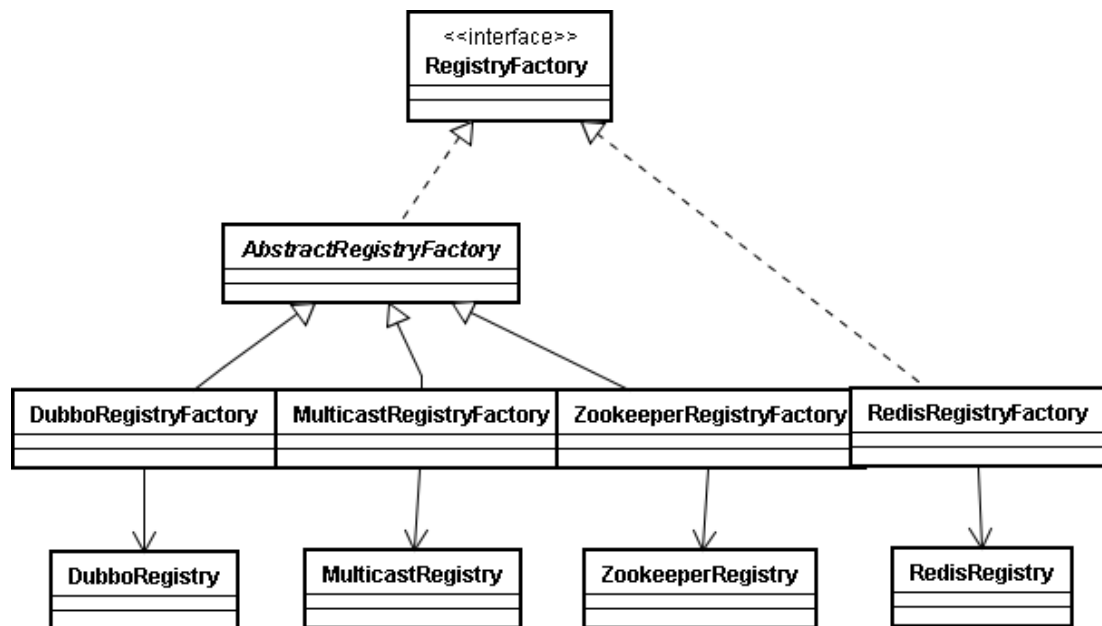 <<interface>>
RegistryFactory
AbstractRegistryFactory
DubboRegistryFactory
MulticastRegistryFactory
ZookeeperRegistryFactory
RedisRegistryFactory
DubboRegistry
MulticastRegistry
ZookeeperRegistry
RedisRegistry